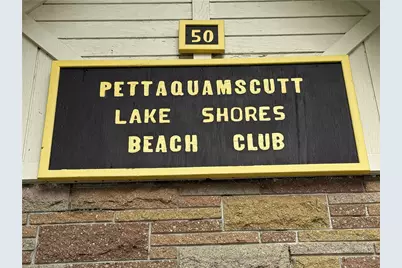 50
PETTAQUAMSCUTT
LAKE SHORES
BEACH CLUB